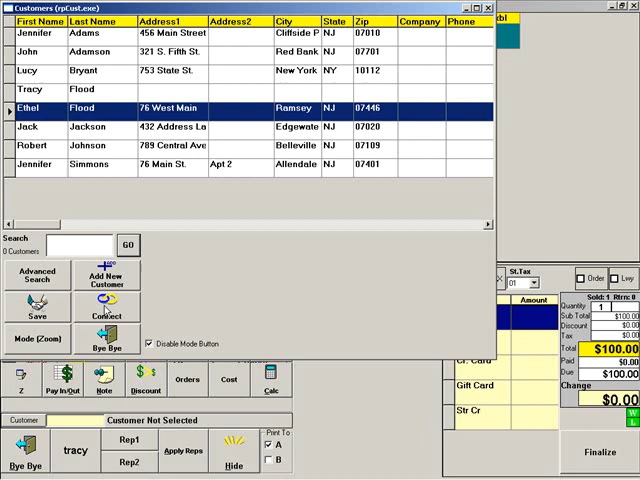 Customers (rpCust.exe)
First Name Last Name Address1 Address2 City State Zip Company Phone
Jennifer Adams 456 Main Street Cliffside P NJ 07010
John Adamson 321 S. Fifth St. Red Bank NJ 07701
Lucy Bryant 753 State St. New York NY 10112
Tracy Flood
Ethel Flood 76 West Main Ramsey NJ 07446
Jack Jackson 432 Address La Edgewate NJ 07020
Robert Johnson 789 Central Ave Belleville NJ 07109
Jennifer Simmons 76 Main St. Apt 2 Allendale NJ 07401
Search
0 Customers
GO
Advanced Search
Add New Customer
Save
Connect
Mode (Zoom)
Bye Bye
Disable Mode Button
St.Tax
01
Order
Lwy
Amount
Sold: 1 Rtrn: 0
Quantity 1
Sub Total $100.00
Discount $0.00
Tax $0.00
Total $100.00
Paid $0.00
Due $100.00
Change
$0.00
W
L
Cr. Card
Gift Card
Str Cr
Finalize
Z
Pay In/Out
Note
Discount
Orders
Cost
Calc
Customer
Customer Not Selected
Bye Bye
tracy
Rep1
Rep2
Apply Reps
Hide
Print To
A
B